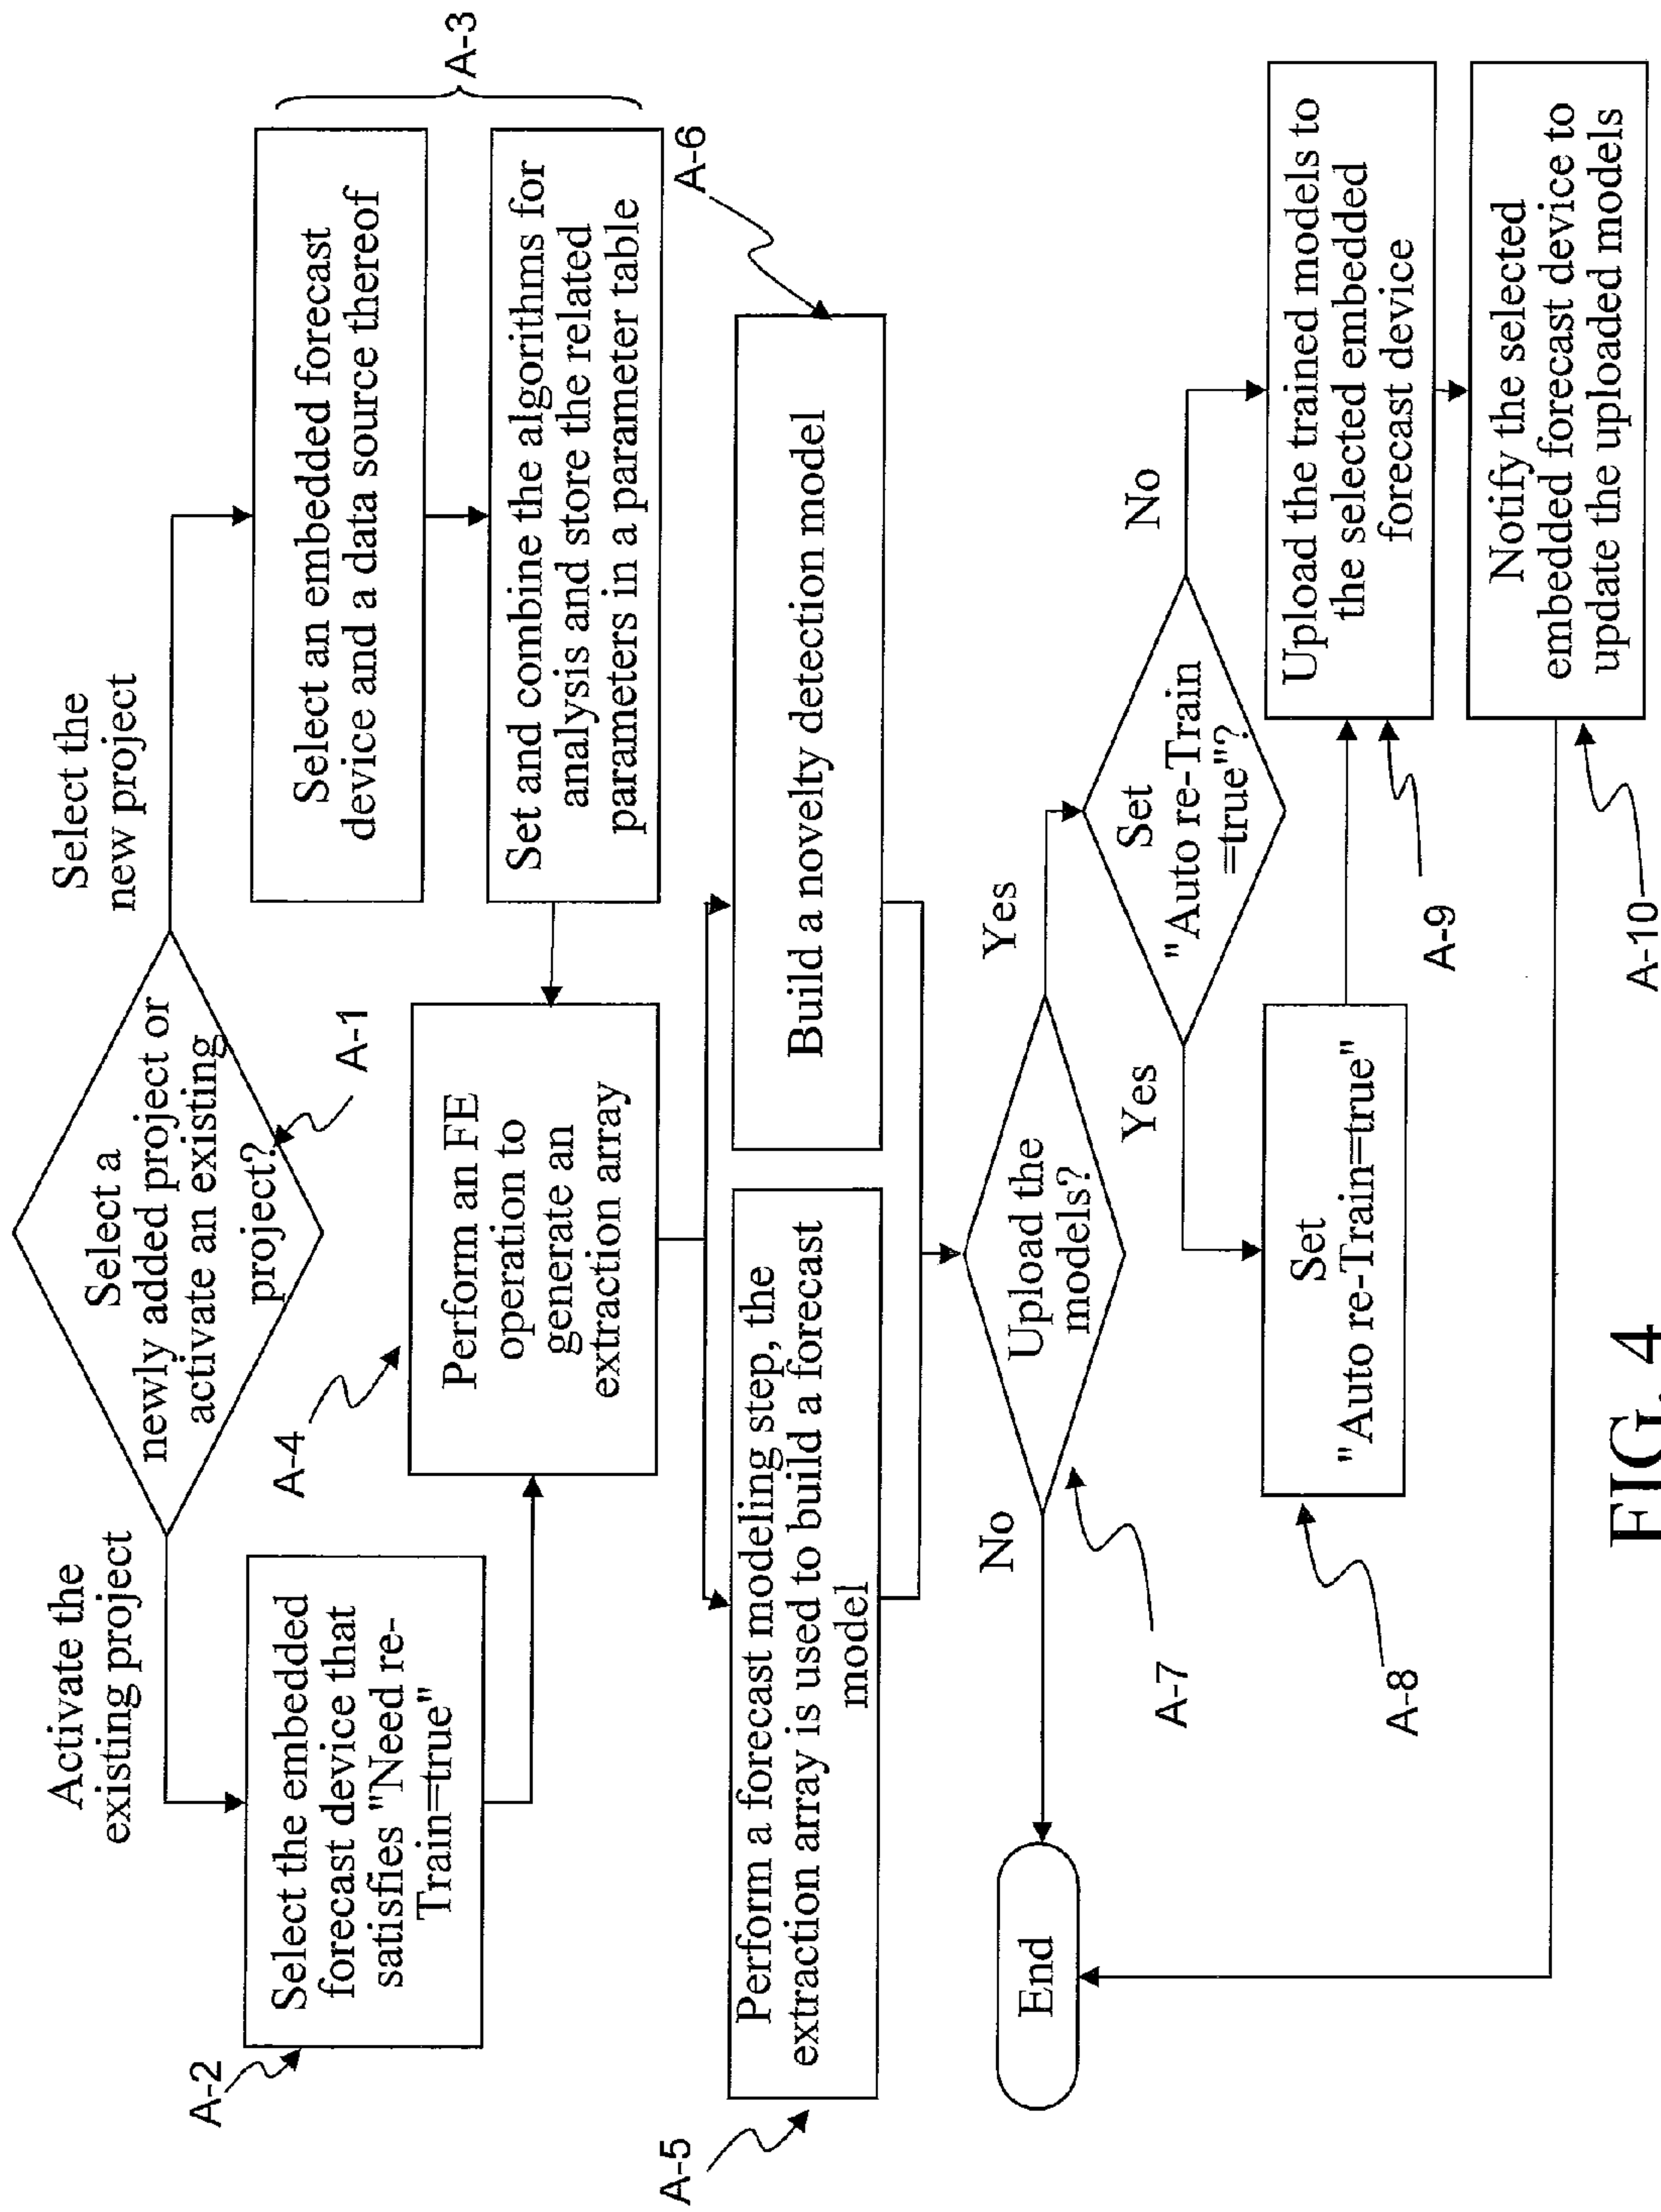 Select a
newly added project or
activate an existing
project?
A-1
Activate the
existing project
Select the
new project
A-2
Select the embedded
forecast device that
satisfies "Need re-
Train=true"
Select an embedded forecast
device and a data source thereof
A-3
Set and combine the algorithms for
analysis and store the related
parameters in a parameter table
A-4
Perform an FE
operation to
generate an
extraction array
A-5
Perform a forecast modeling step, the
extraction array is used to build a forecast
model
A-6
Build a novelty detection model
Upload the
models?
A-7
No
Yes
End
Set
"Auto re-Train
=true"?
Yes
No
Set
"Auto re-Train=true"
A-8
Upload the trained models to
the selected embedded
forecast device
A-9
Notify the selected
embedded forecast device to
update the uploaded models
A-10
FIG. 4